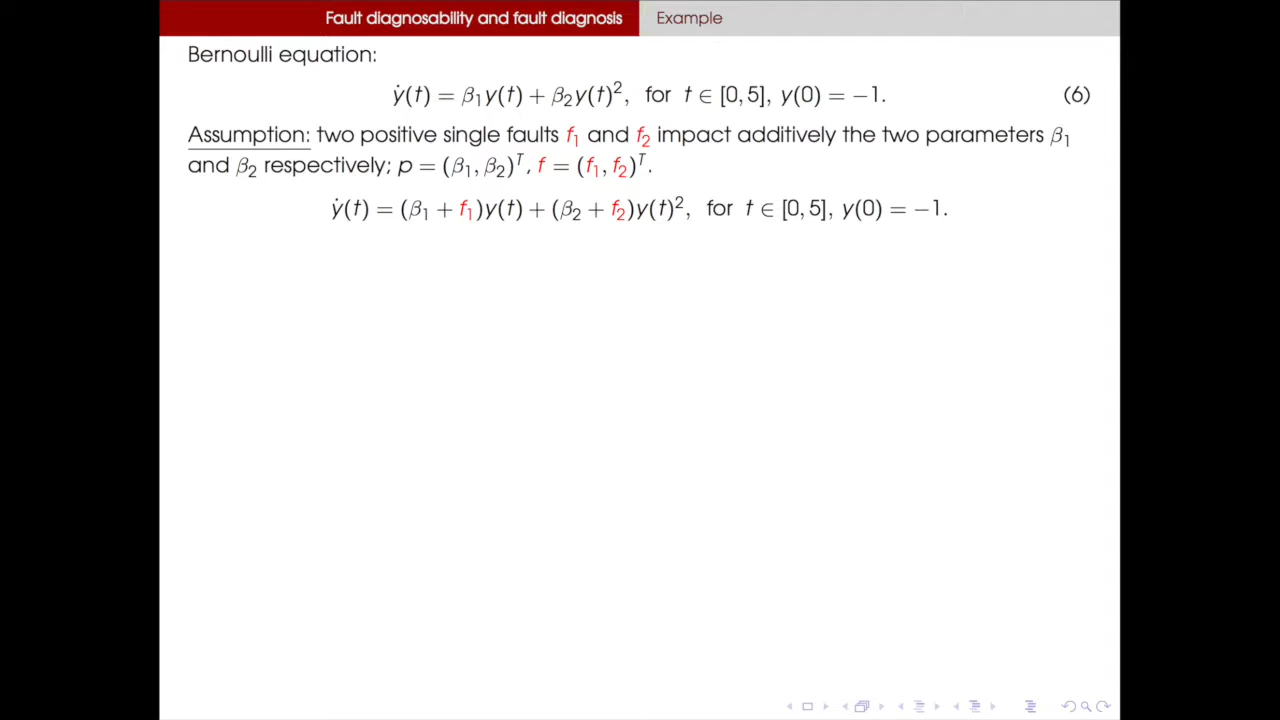 Fault diagnosability and fault diagnosis
Example
Bernoulli equation:
ẏ(t) = β₁y(t) + β₂y(t)², for t ∈ [0, 5], y(0) = −1. (6)
Assumption: two positive single faults f₁ and f₂ impact additively the two parameters β₁
and β₂ respectively; p = (β₁, β₂)ᵀ, f = (f₁, f₂)ᵀ.
ẏ(t) = (β₁ + f₁)y(t) + (β₂ + f₂)y(t)², for t ∈ [0, 5], y(0) = −1.